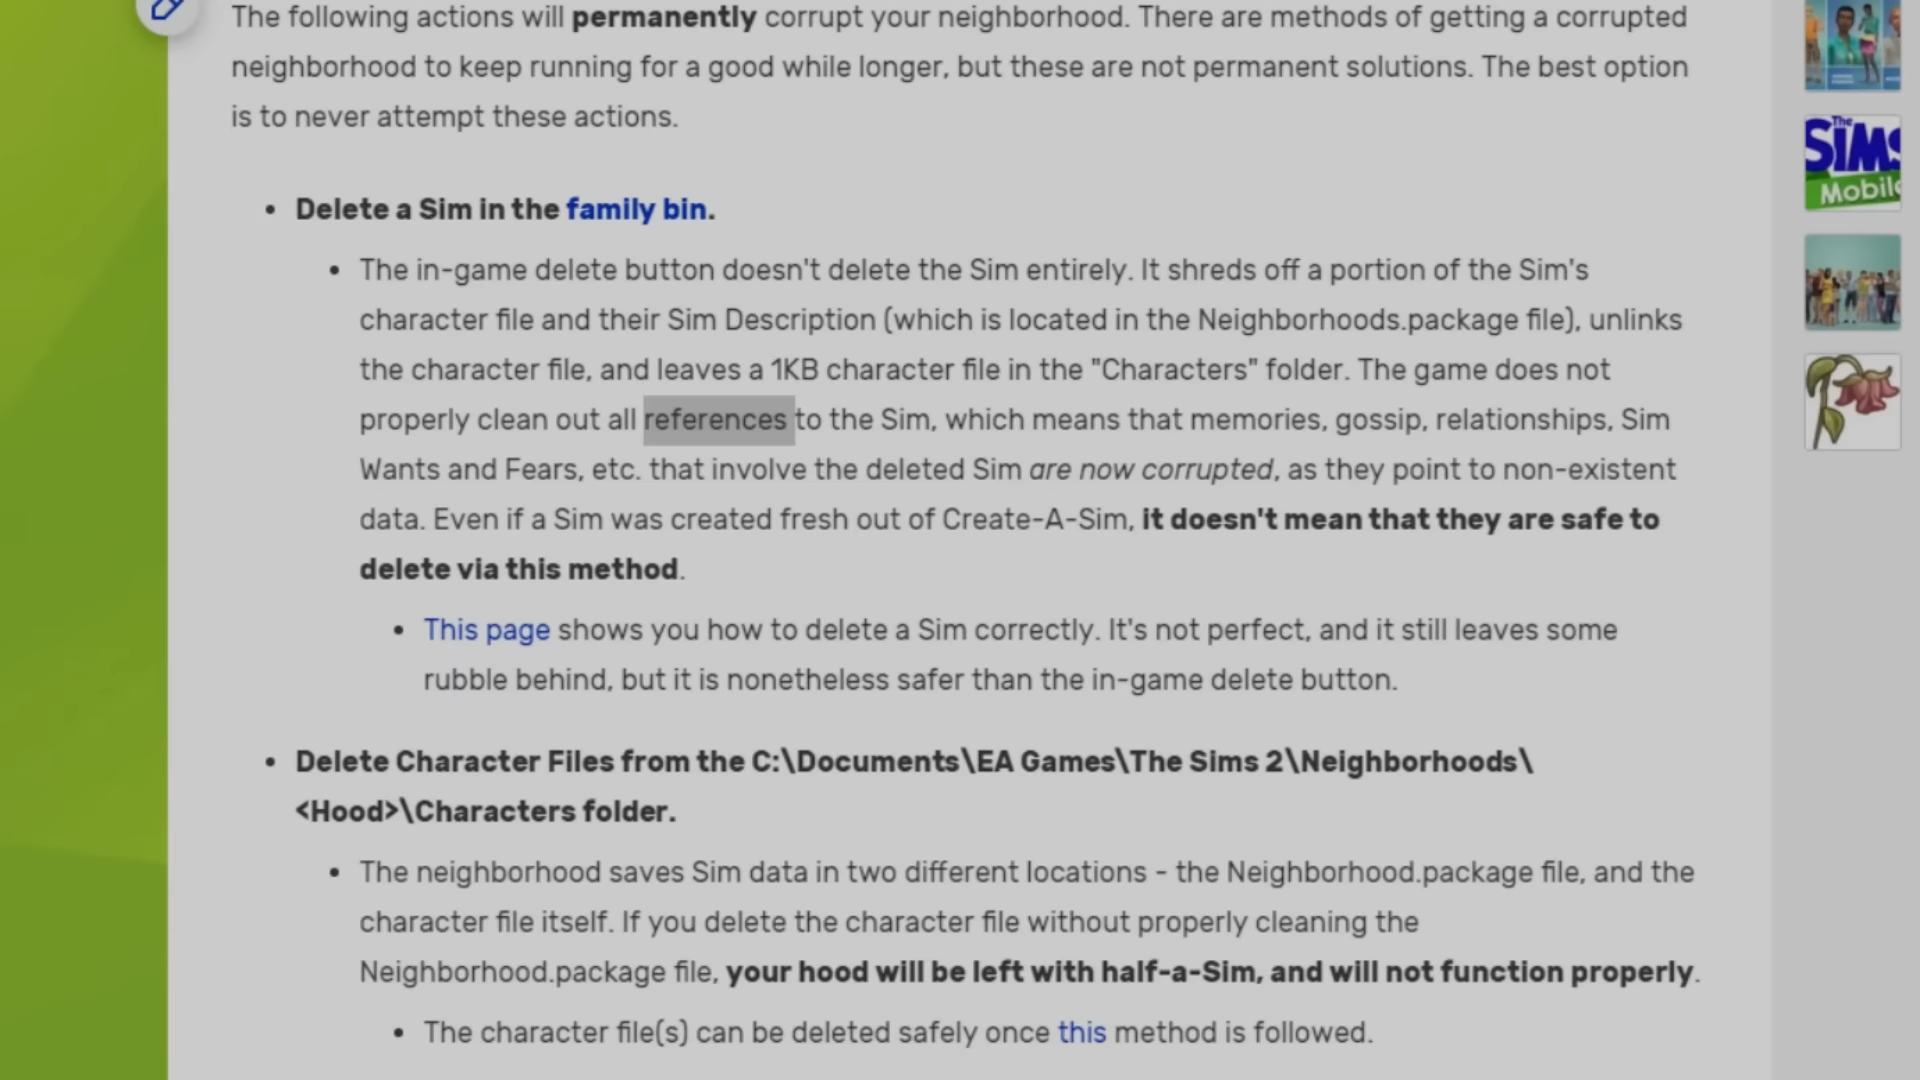 The following actions will permanently corrupt your neighborhood. There are methods of getting a corrupted
neighborhood to keep running for a good while longer, but these are not permanent solutions. The best option
is to never attempt these actions.
• Delete a Sim in the family bin.
• The in-game delete button doesn't delete the Sim entirely. It shreds off a portion of the Sim's
character file and their Sim Description (which is located in the Neighborhoods.package file), unlinks
the character file, and leaves a 1KB character file in the "Characters" folder. The game does not
properly clean out all references to the Sim, which means that memories, gossip, relationships, Sim
Wants and Fears, etc. that involve the deleted Sim are now corrupted, as they point to non-existent
data. Even if a Sim was created fresh out of Create-A-Sim, it doesn't mean that they are safe to
delete via this method.
• This page shows you how to delete a Sim correctly. It's not perfect, and it still leaves some
rubble behind, but it is nonetheless safer than the in-game delete button.
• Delete Character Files from the C:\Documents\EA Games\The Sims 2\Neighborhoods\
<Hood>\Characters folder.
• The neighborhood saves Sim data in two different locations - the Neighborhood.package file, and the
character file itself. If you delete the character file without properly cleaning the
Neighborhood.package file, your hood will be left with half-a-Sim, and will not function properly.
• The character file(s) can be deleted safely once this method is followed.
The
SIMS
Mobile